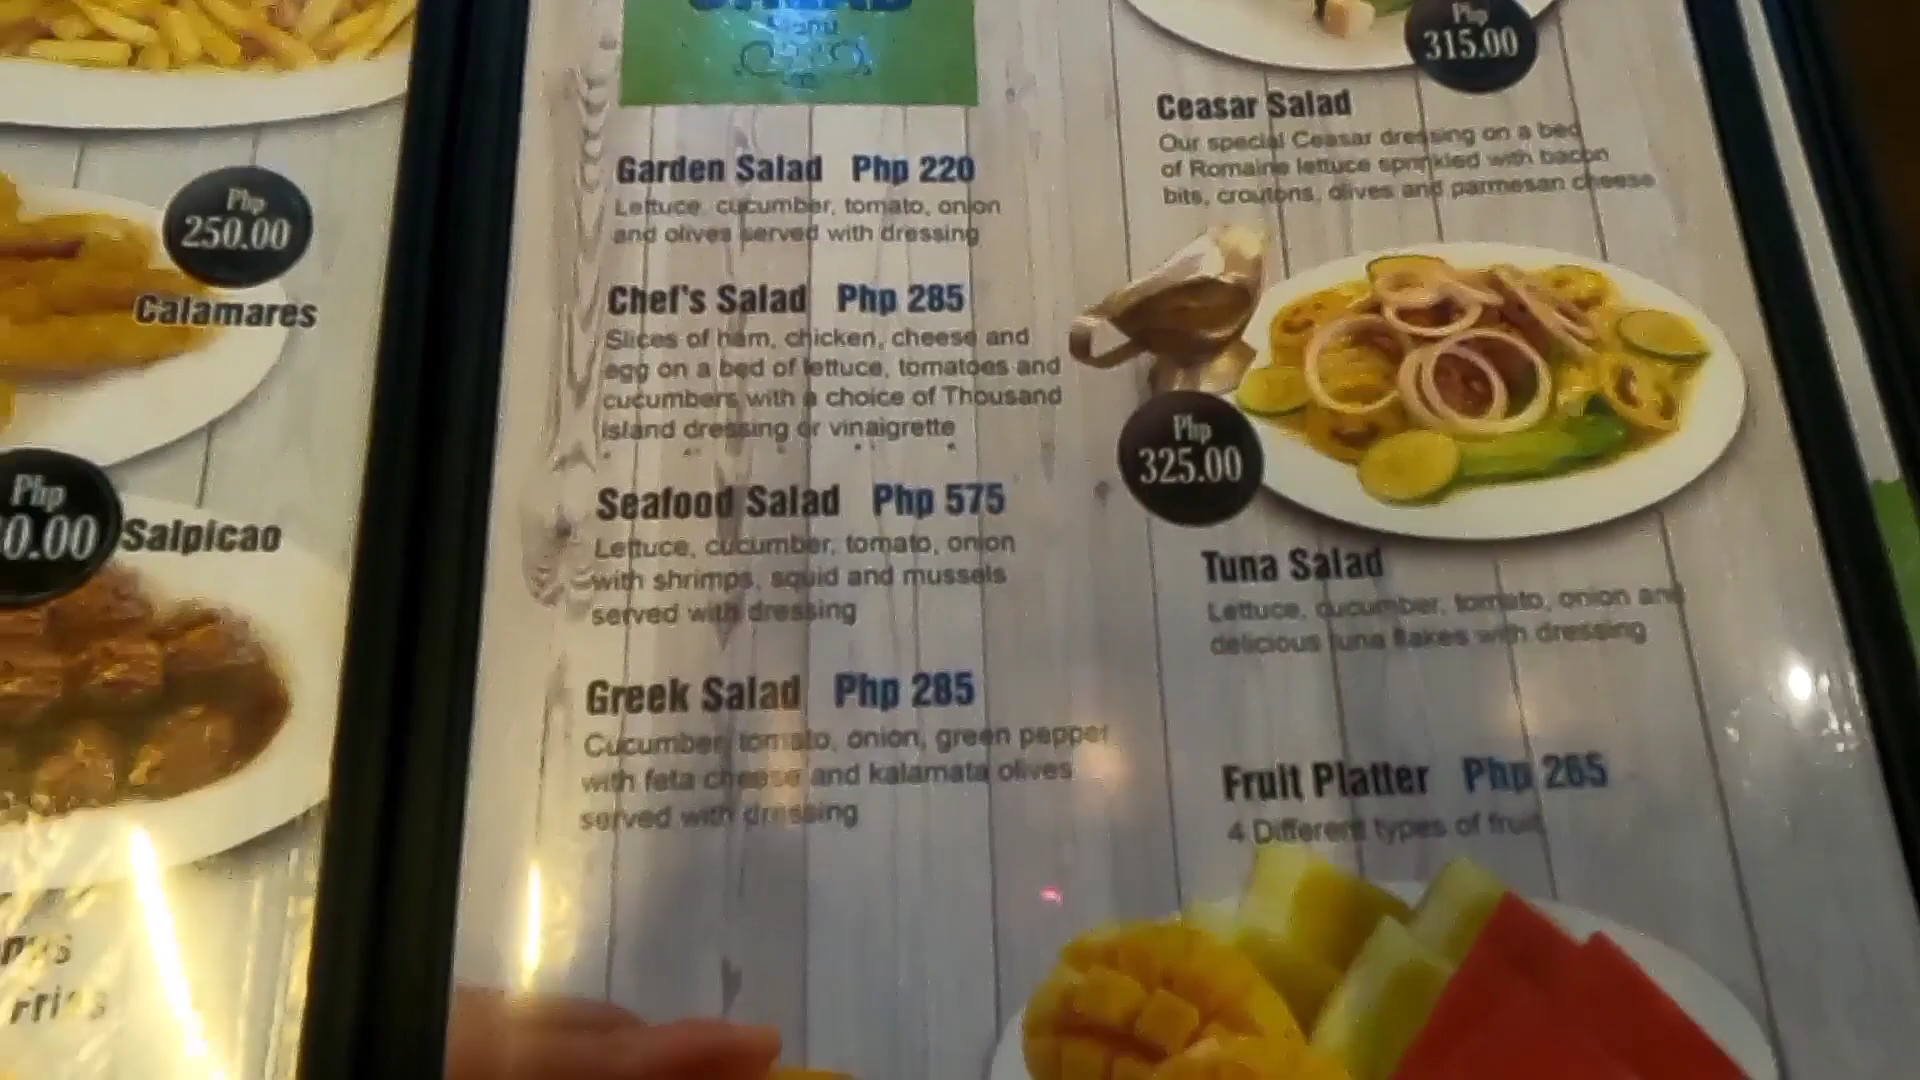 Php
250.00
Calamares
Php
0.00
Salpicao
Menu
Garden Salad Php 220
Lettuce, cucumber, tomato, onion
and olives served with dressing
Chef's Salad Php 285
Slices of ham, chicken, cheese and
egg on a bed of lettuce, tomatoes and
cucumbers with a choice of Thousand
island dressing or vinaigrette
Seafood Salad Php 575
Lettuce, cucumber, tomato, onion
with shrimps, squid and mussels
served with dressing
Greek Salad Php 285
Cucumber, tomato, onion, green pepper
with feta cheese and kalamata olives
served with dressing
Php
315.00
Ceasar Salad
Our special Ceasar dressing on a bed
of Romaine lettuce sprinkled with bacon
bits, croutons, olives and parmesan cheese
Php
325.00
Tuna Salad
Lettuce, cucumber, tomato, onion and
delicious tuna flakes with dressing
Fruit Platter Php 265
4 Different types of fruit